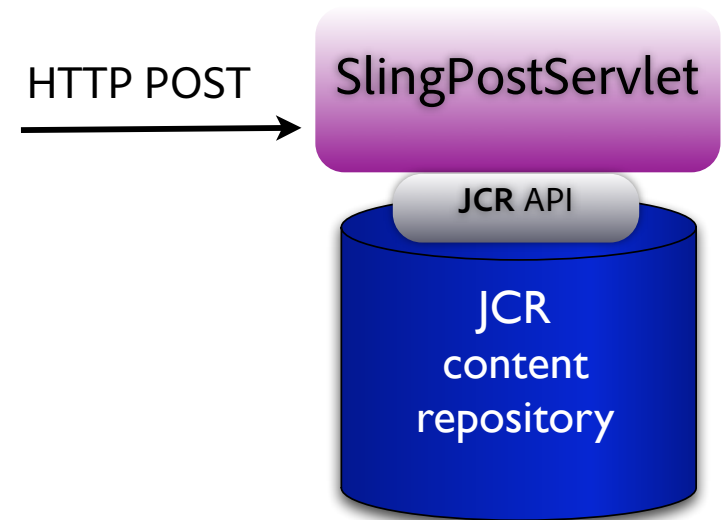 HTTP POST
SlingPostServlet
JCR API
JCR
content
repository